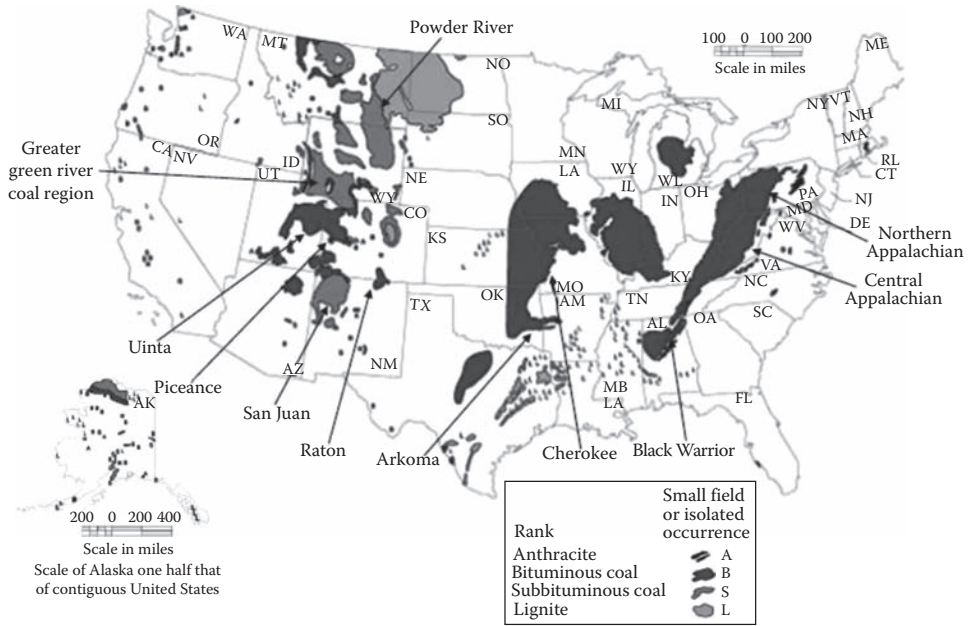 Powder River
100 0 100 200
Scale in miles
WA
MT
NO
ME
MI
NY
VT
NH
MA
SO
OR
ID
MN
LA
WY
WL
RL
CT
Greater
green river
coal region
CA
NV
UT
NE
WY
IL
IN
OH
PA
NJ
MD
CO
KS
WV
DE
Northern
Appalachian
VA
KY
Central
Appalachian
OK
MO
AM
TN
NC
TX
SC
AL
OA
Uinta
AZ
NM
Piceance
MB
LA
FL
AK
San Juan
Raton
Arkoma
Cherokee
Black Warrior
200 0 200 400
Scale in miles
Scale of Alaska one half that
of contiguous United States
Rank
Small field
or isolated
occurrence
Anthracite A
Bituminous coal B
Subbituminous coal S
Lignite L